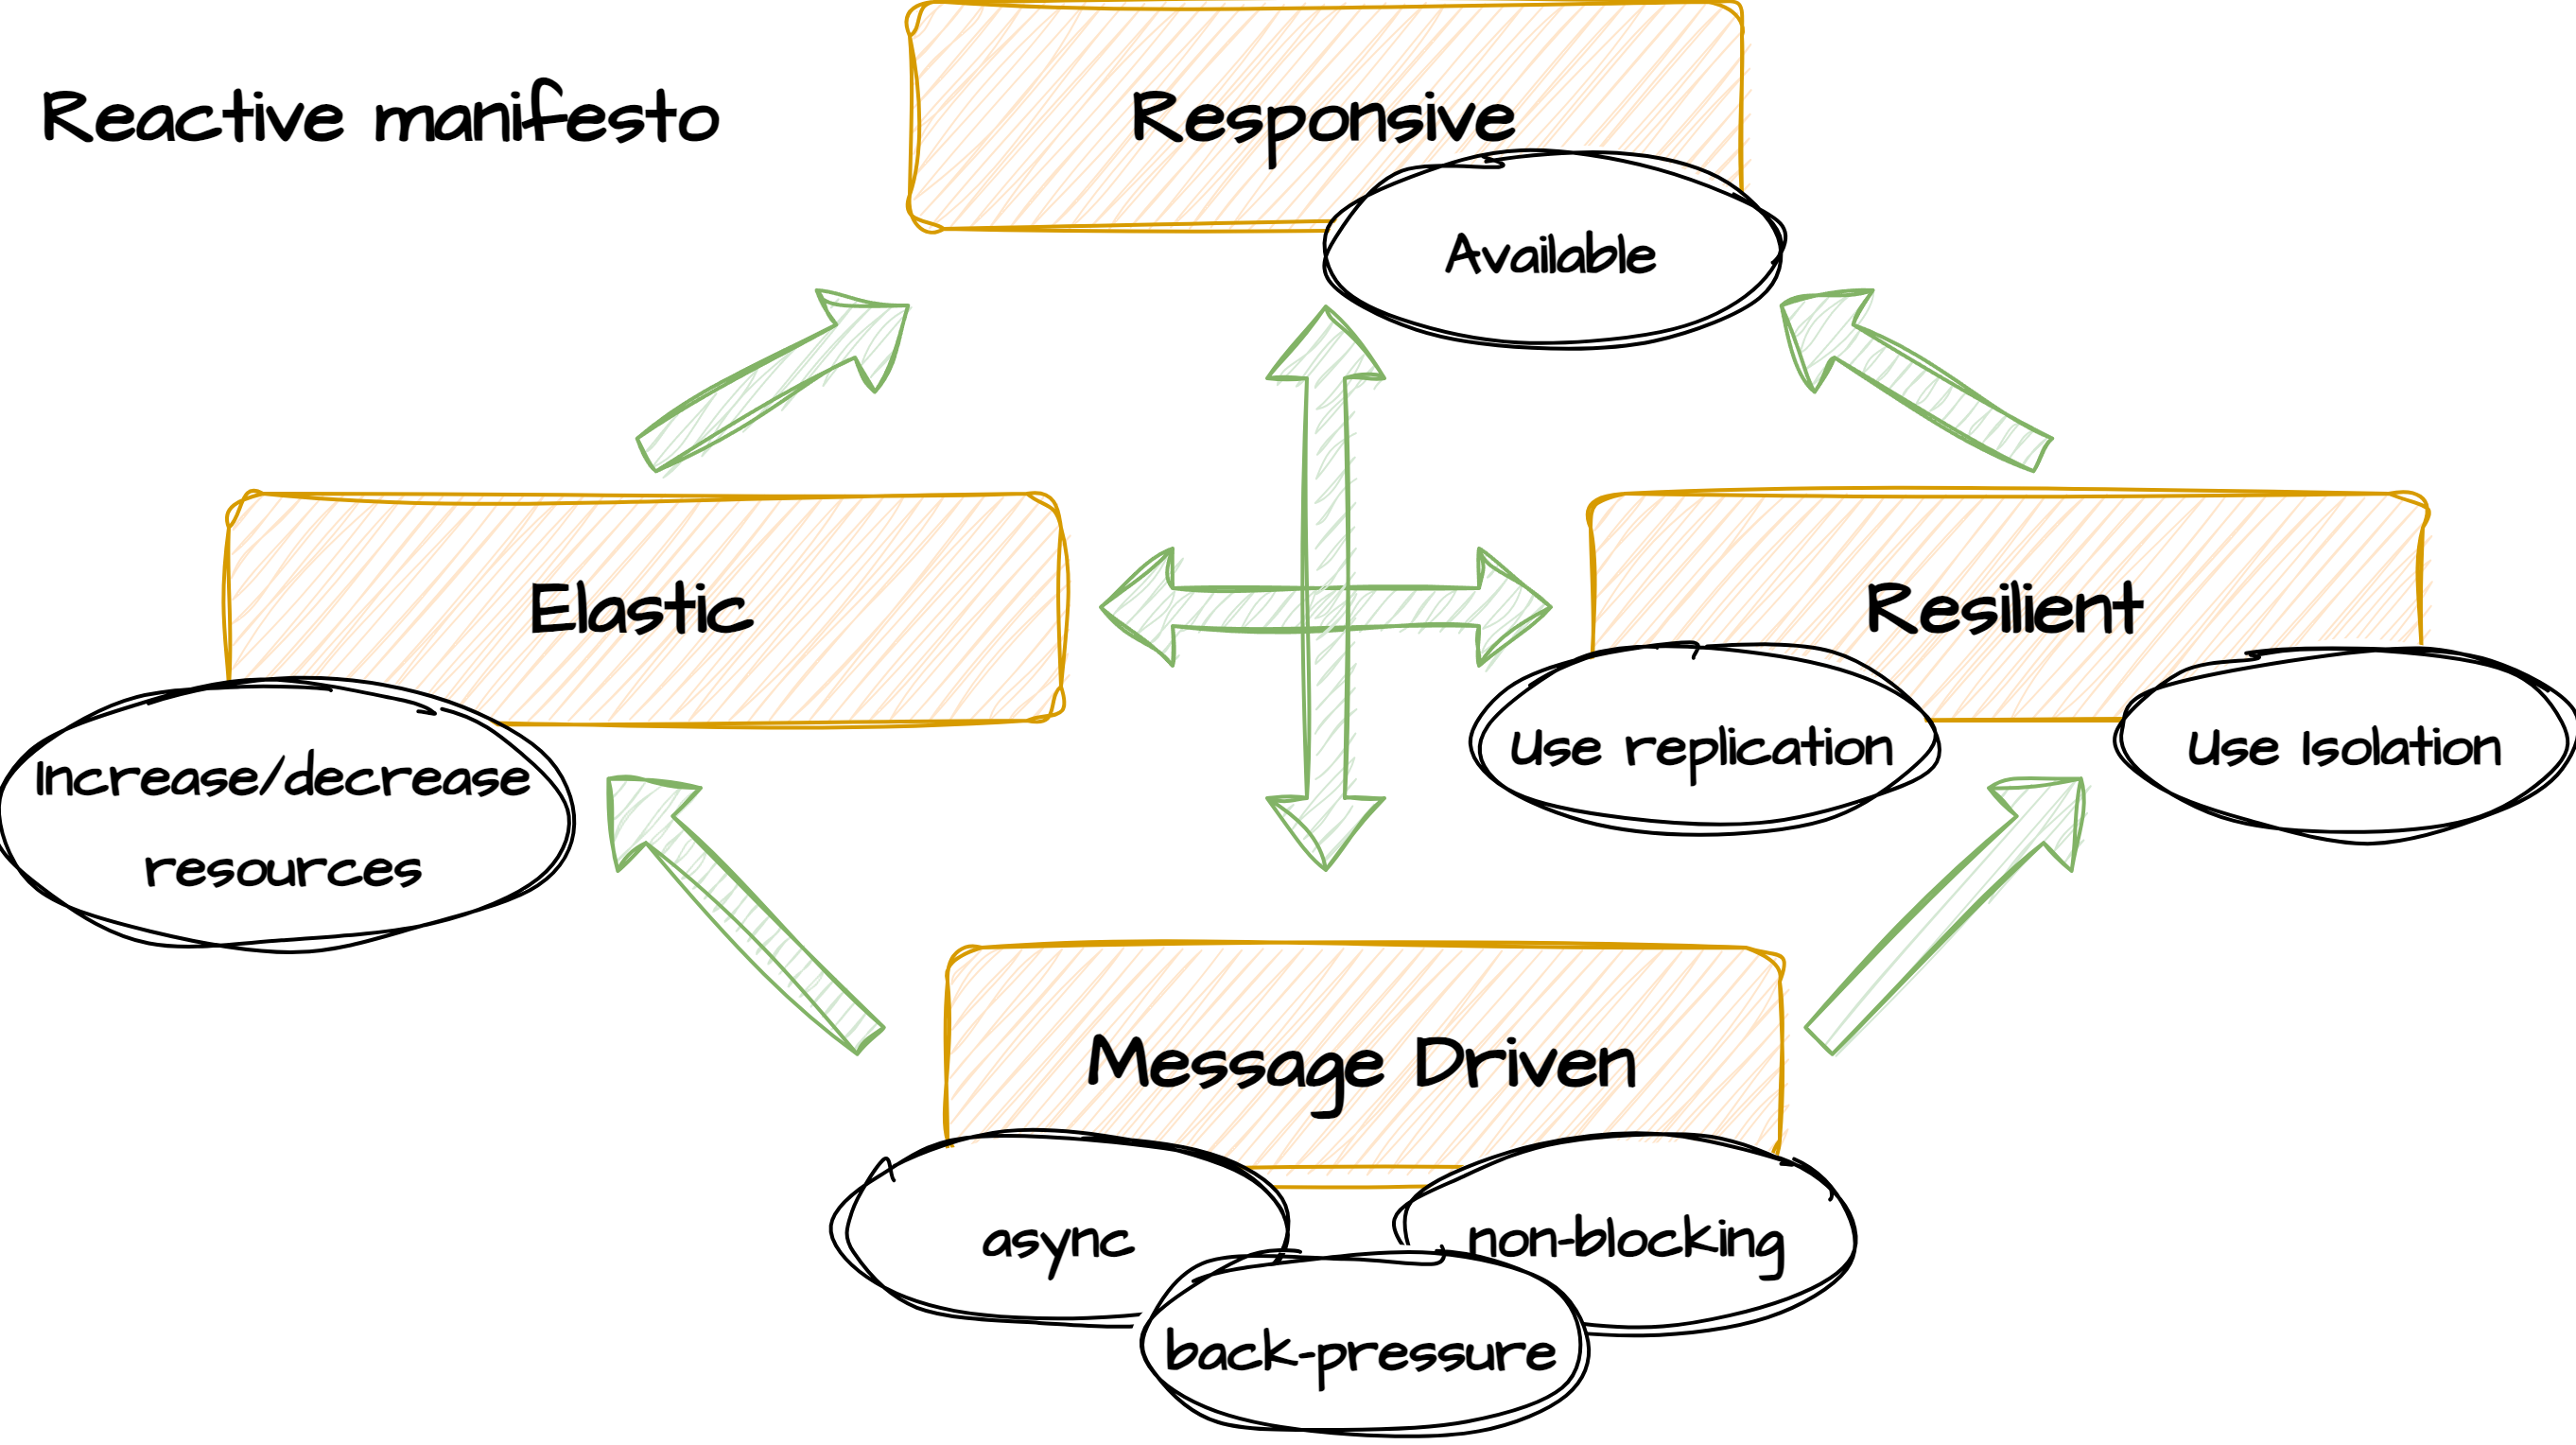 Reactive manifesto
Responsive
Available
Elastic
Resilient
Increase/decrease
resources
Use replication
Use Isolation
Message Driven
async
non-blocking
back-pressure